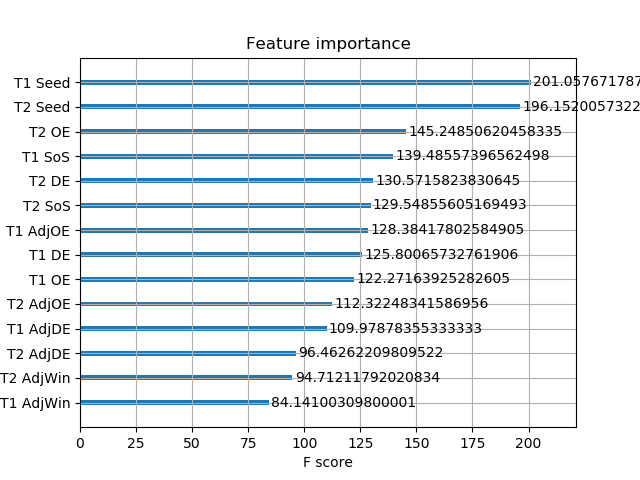 Feature importance
T1 Seed 201.057671787
T2 Seed 196.1520057322
T2 OE 145.24850620458335
T1 SoS 139.48557396562498
T2 DE 130.5715823830645
T2 SoS 129.54855605169493
T1 AdjOE 128.38417802584905
T1 DE 125.80065732761906
T1 OE 122.27163925282605
T2 AdjOE 112.32248341586956
T1 AdjDE 109.97878355333333
T2 AdjDE 96.46262209809522
T2 AdjWin 94.71211792020834
T1 AdjWin 84.14100309800001
0 25 50 75 100 125 150 175 200
F score